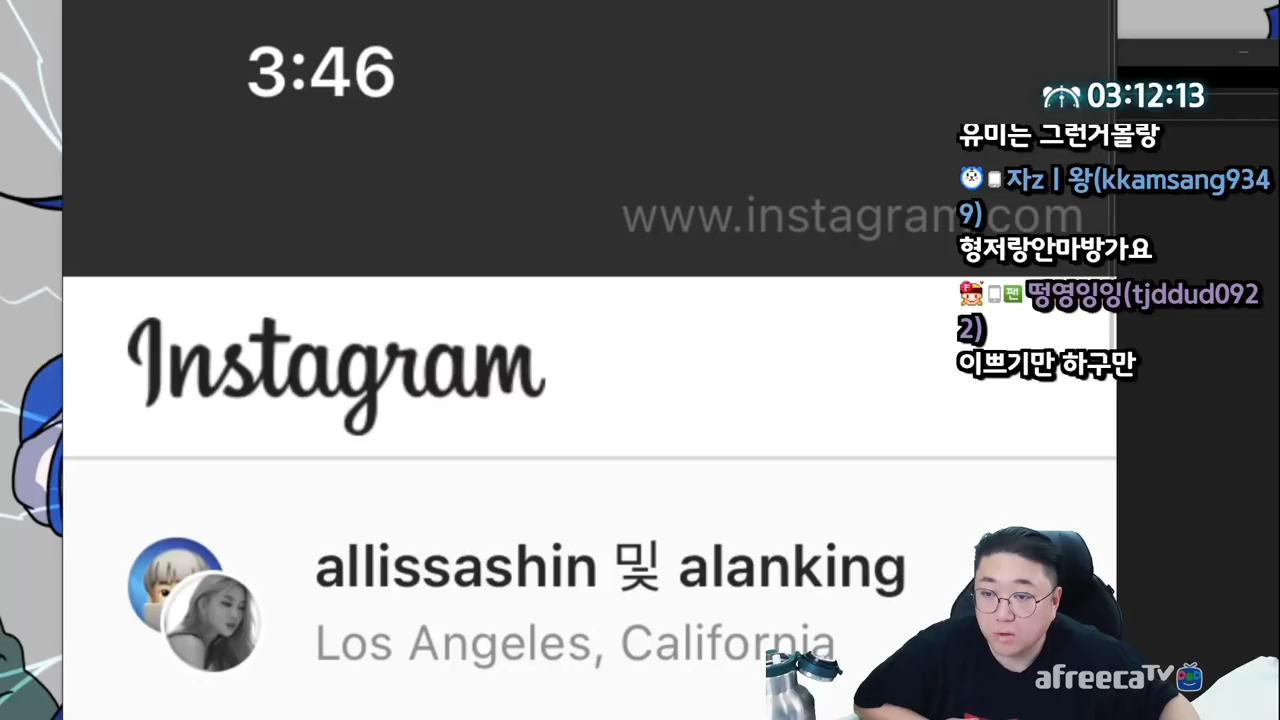 3:46
www.instagram.com
Instagram
allissashin 및 alanking
Los Angeles, California
03:12:13
유미는 그런거몰랑
자z|왕(kkamsang934
9)
형저랑안마방가요
F 팬 떵영잉잉(tjddud092
2)
이쁘기만 하구만
afreecaTV